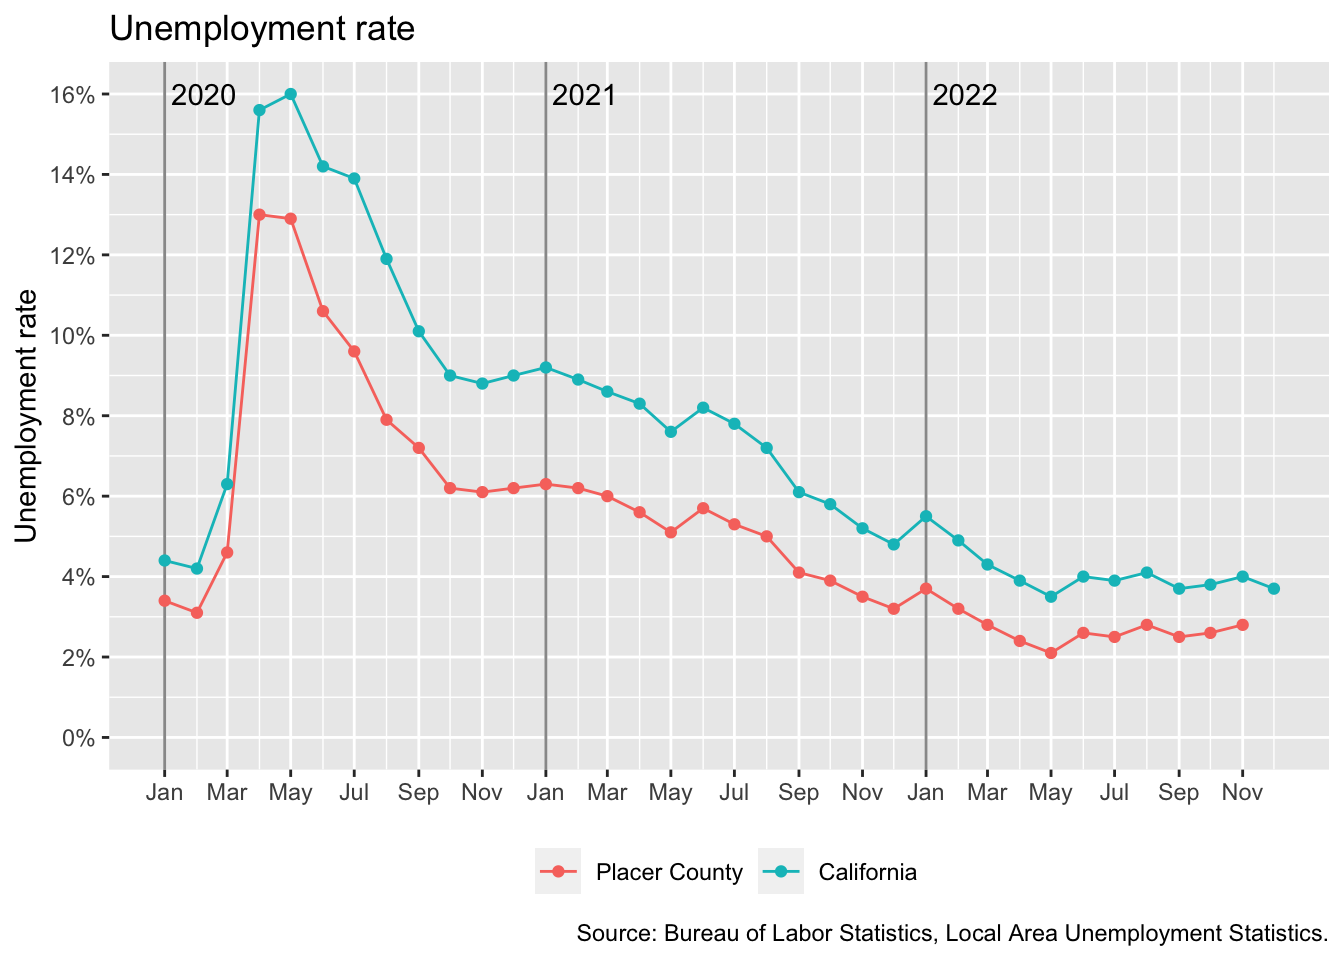 Unemployment rate
2020 2021 2022
16%
14%
12%
10%
8%
6%
4%
2%
0%
Unemployment rate
Jan Mar May Jul Sep Nov Jan Mar May Jul Sep Nov Jan Mar May Jul Sep Nov
Placer County California
Source: Bureau of Labor Statistics, Local Area Unemployment Statistics.